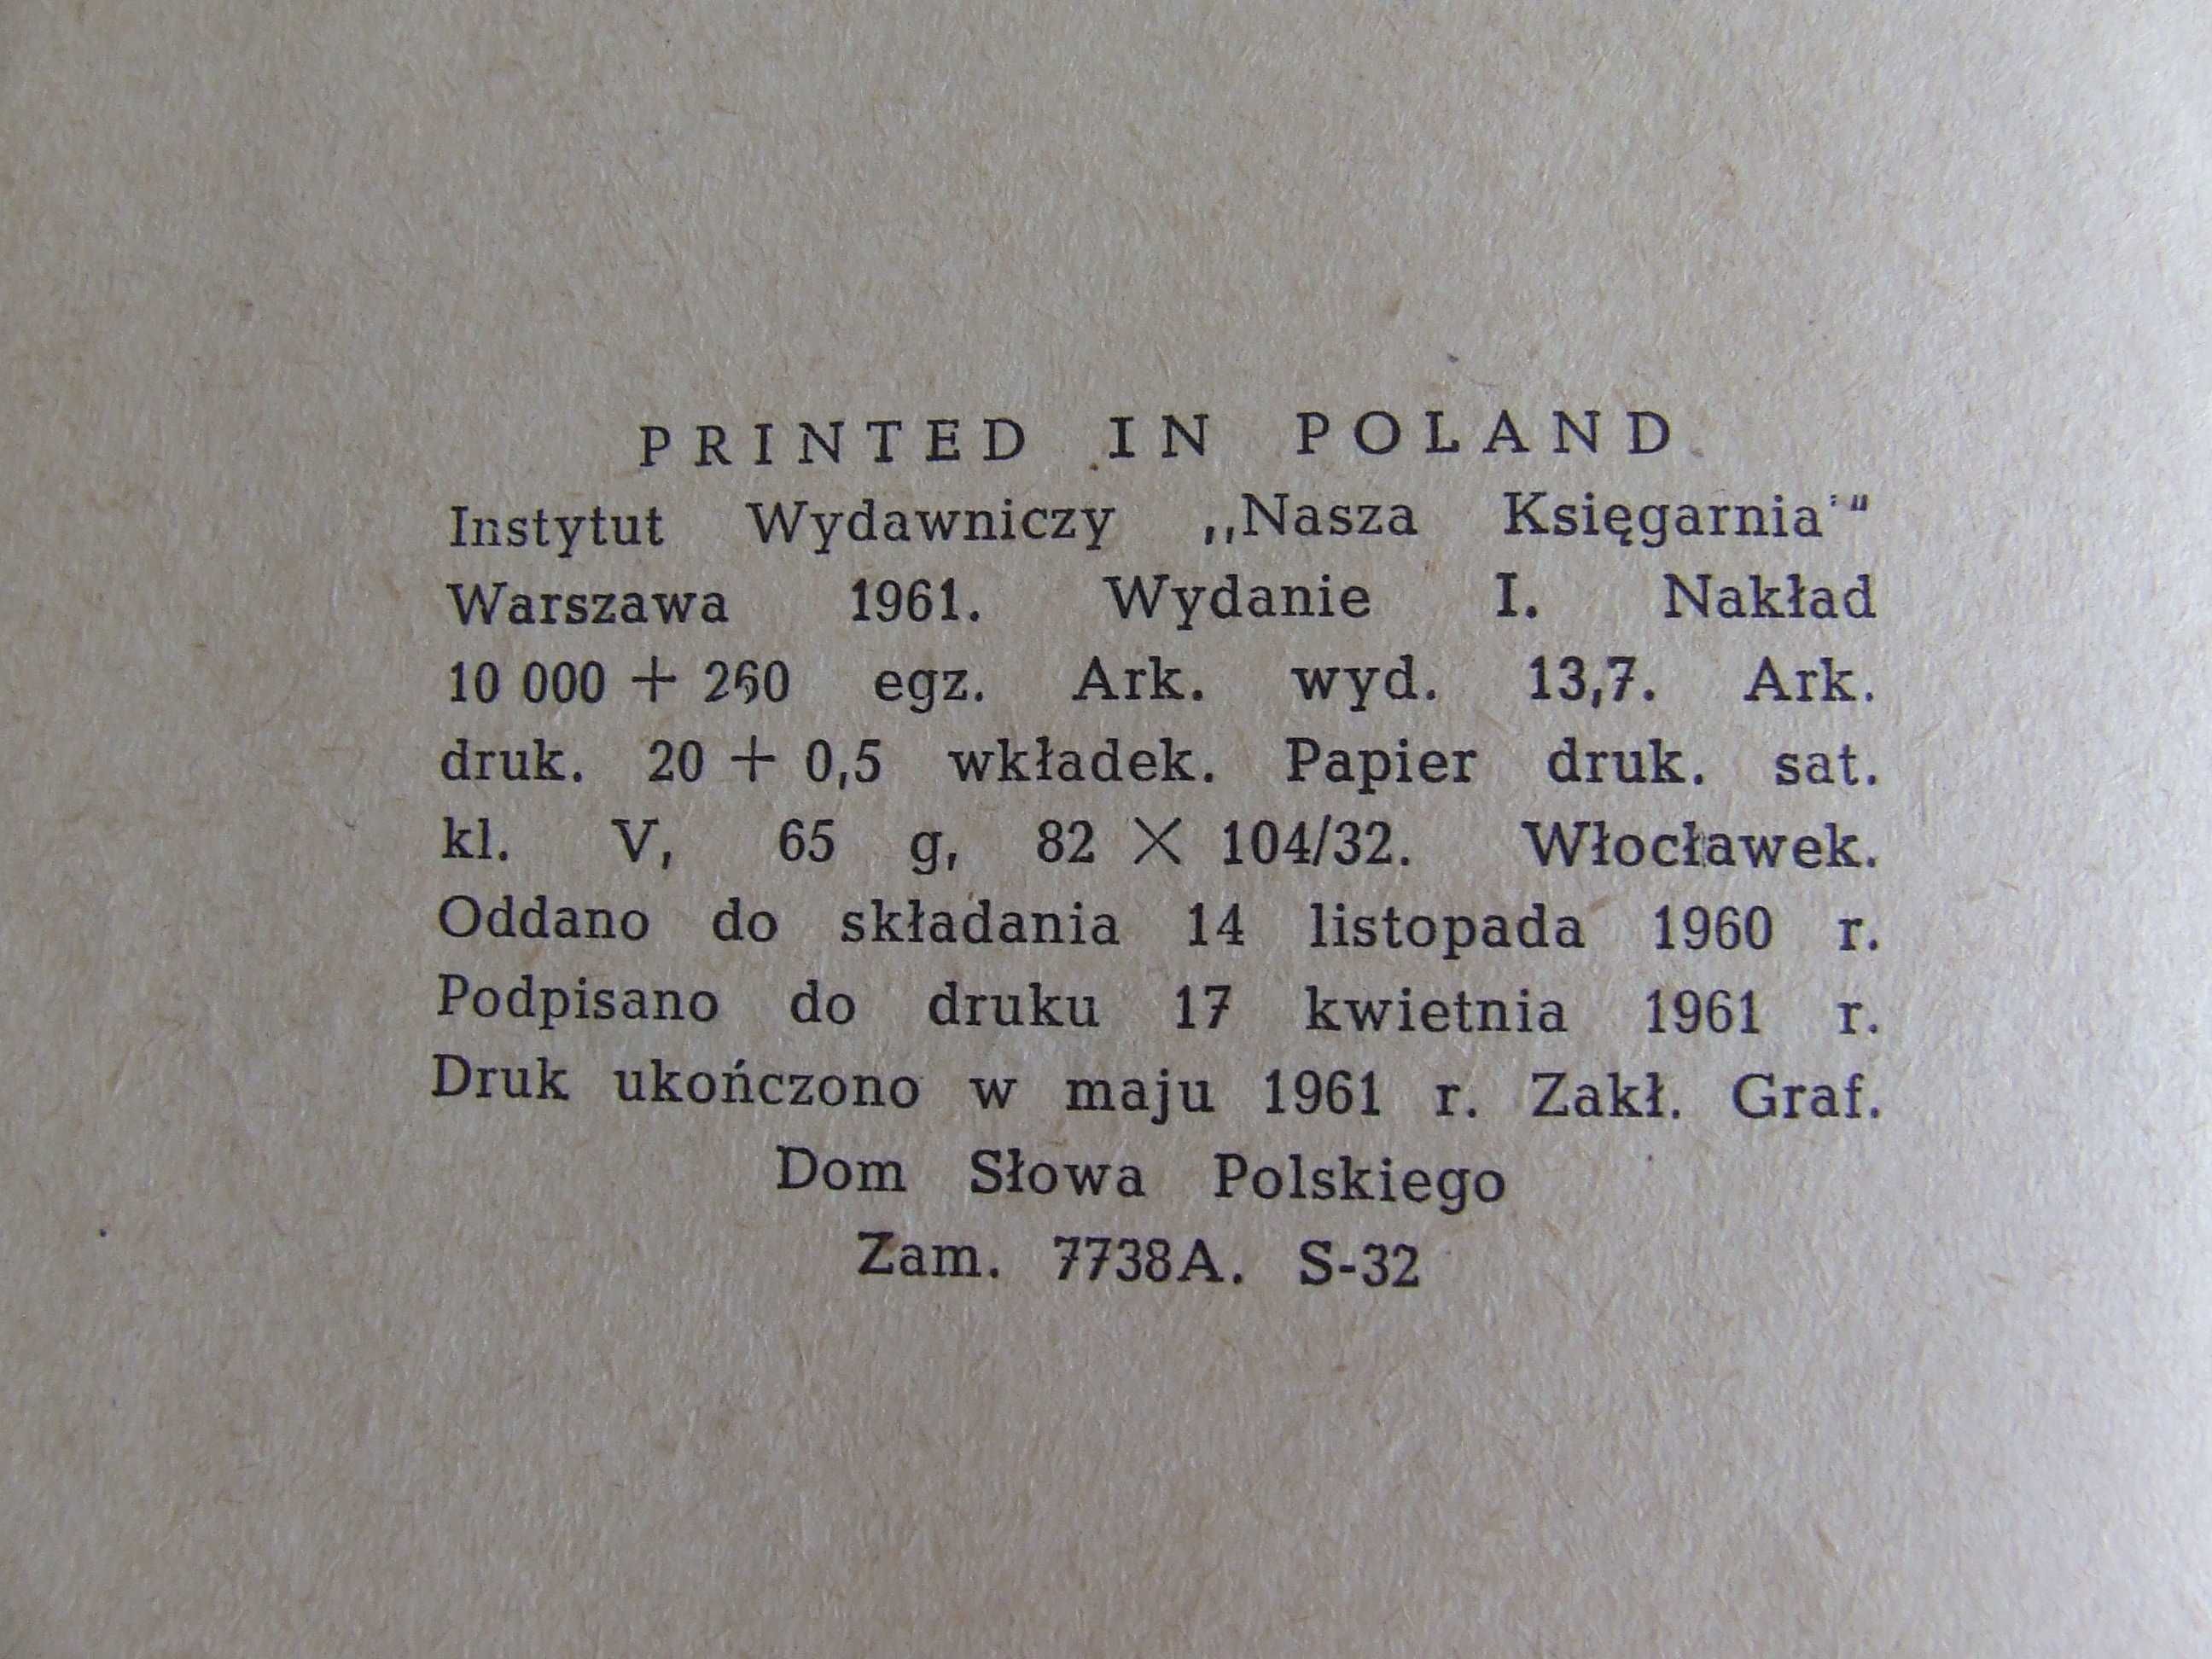 PRINTED IN POLAND
Instytut Wydawniczy „Nasza Księgarnia"
Warszawa 1961. Wydanie I. Nakład
10 000 + 260 egz. Ark. wyd. 13,7. Ark.
druk. 20 + 0,5 wkładek. Papier druk. sat.
kl. V, 65 g, 82 × 104/32. Włocławek.
Oddano do składania 14 listopada 1960 r.
Podpisano do druku 17 kwietnia 1961 r.
Druk ukończono w maju 1961 r. Zakł. Graf.
Dom Słowa Polskiego
Zam. 7738A. S-32